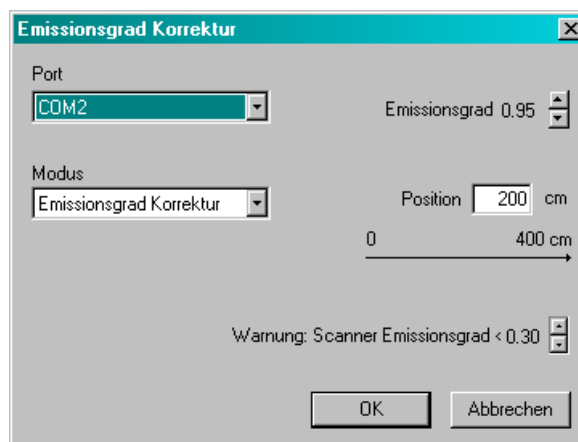 Emissionsgrad Korrektur
Port
COM2
Emissionsgrad 0.95
Modus
Emissionsgrad Korrektur
Position 200 cm
0 400 cm
Warnung: Scanner Emissionsgrad < 0.30
OK Abbrechen